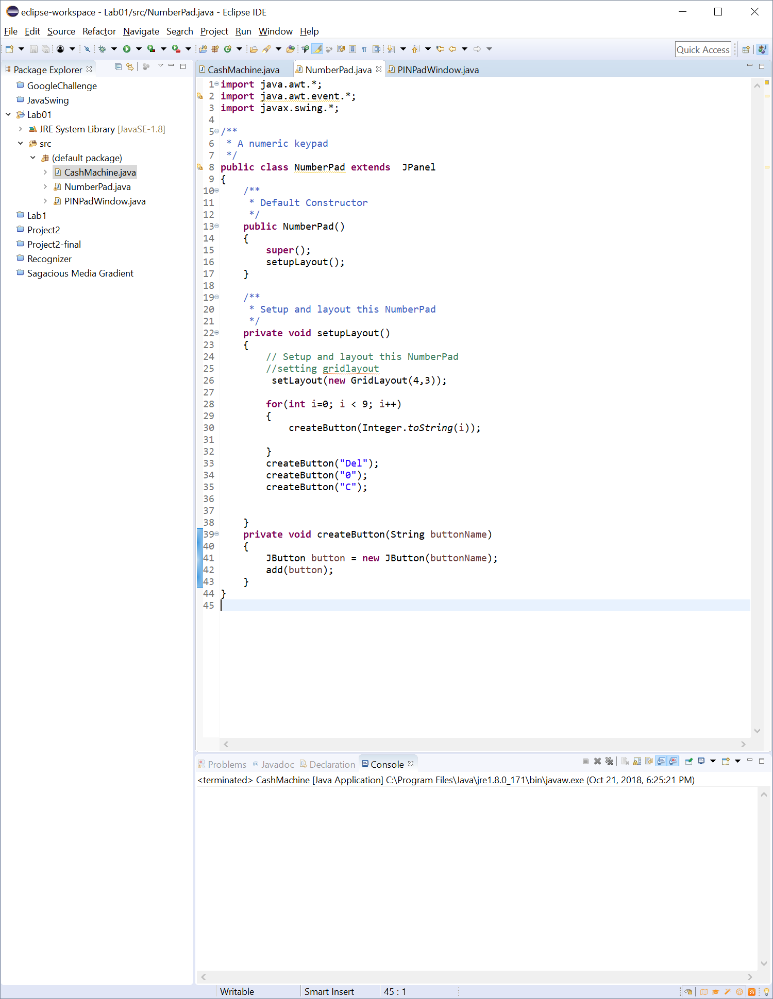 eclipse-workspace - Lab01/src/NumberPad.java - Eclipse IDE
File Edit Source Refactor Navigate Search Project Run Window Help
Quick Access
Package Explorer
GoogleChallenge
JavaSwing
Lab01
JRE System Library [JavaSE-1.8]
src
(default package)
CashMachine.java
NumberPad.java
PINPadWindow.java
Lab1
Project2
Project2-final
Recognizer
Sagacious Media Gradient
CashMachine.java NumberPad.java PINPadWindow.java
1 import java.awt.*;
2 import java.awt.event.*;
3 import javax.swing.*;
4
5 /**
6  * A numeric keypad
7  */
8 public class NumberPad extends  JPanel
9 {
10     /**
11      * Default Constructor
12      */
13     public NumberPad()
14     {
15         super();
16         setupLayout();
17     }
18
19     /**
20      * Setup and layout this NumberPad
21      */
22     private void setupLayout()
23     {
24         // Setup and layout this NumberPad
25         //setting gridlayout
26          setLayout(new GridLayout(4,3));
27
28         for(int i=0; i < 9; i++)
29         {
30             createButton(Integer.toString(i));
31
32         }
33         createButton("Del");
34         createButton("0");
35         createButton("C");
36
37
38     }
39     private void createButton(String buttonName)
40     {
41         JButton button = new JButton(buttonName);
42         add(button);
43     }
44 }
45
Problems Javadoc Declaration Console
<terminated> CashMachine [Java Application] C:\Program Files\Java\jre1.8.0_171\bin\javaw.exe (Oct 21, 2018, 6:25:21 PM)
Writable Smart Insert 45 : 1